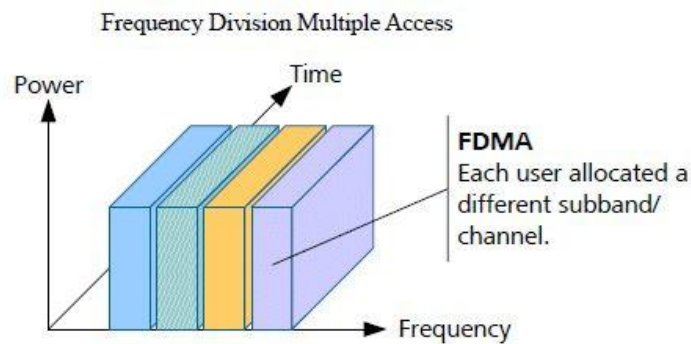 Frequency Division Multiple Access
Power
Time
FDMA
Each user allocated a
different subband/
channel.
Frequency